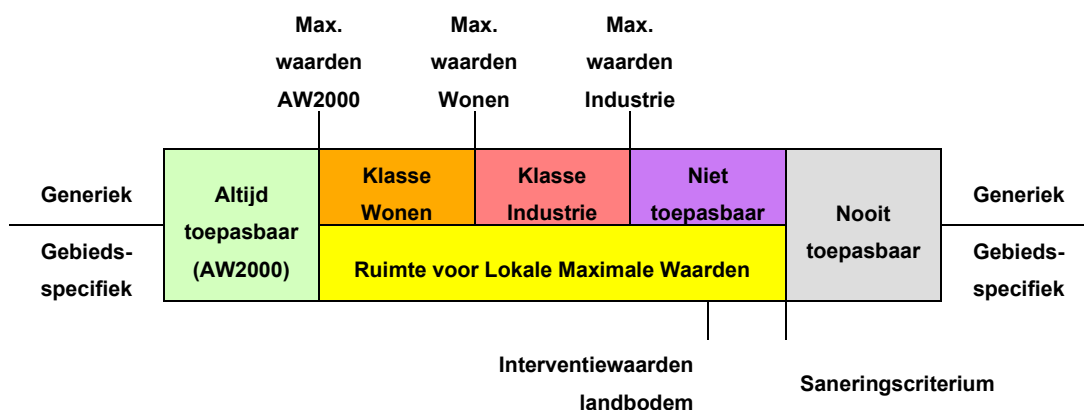 Max.
waarden
AW2000
Max.
waarden
Wonen
Max.
waarden
Industrie
Generiek
Gebieds-
specifiek
Altijd
toepasbaar
(AW2000)
Klasse
Wonen
Klasse
Industrie
Niet
toepasbaar
Ruimte voor Lokale Maximale Waarden
Nooit
toepasbaar
Generiek
Gebieds-
specifiek
Interventiewaarden
landbodem
Saneringscriterium